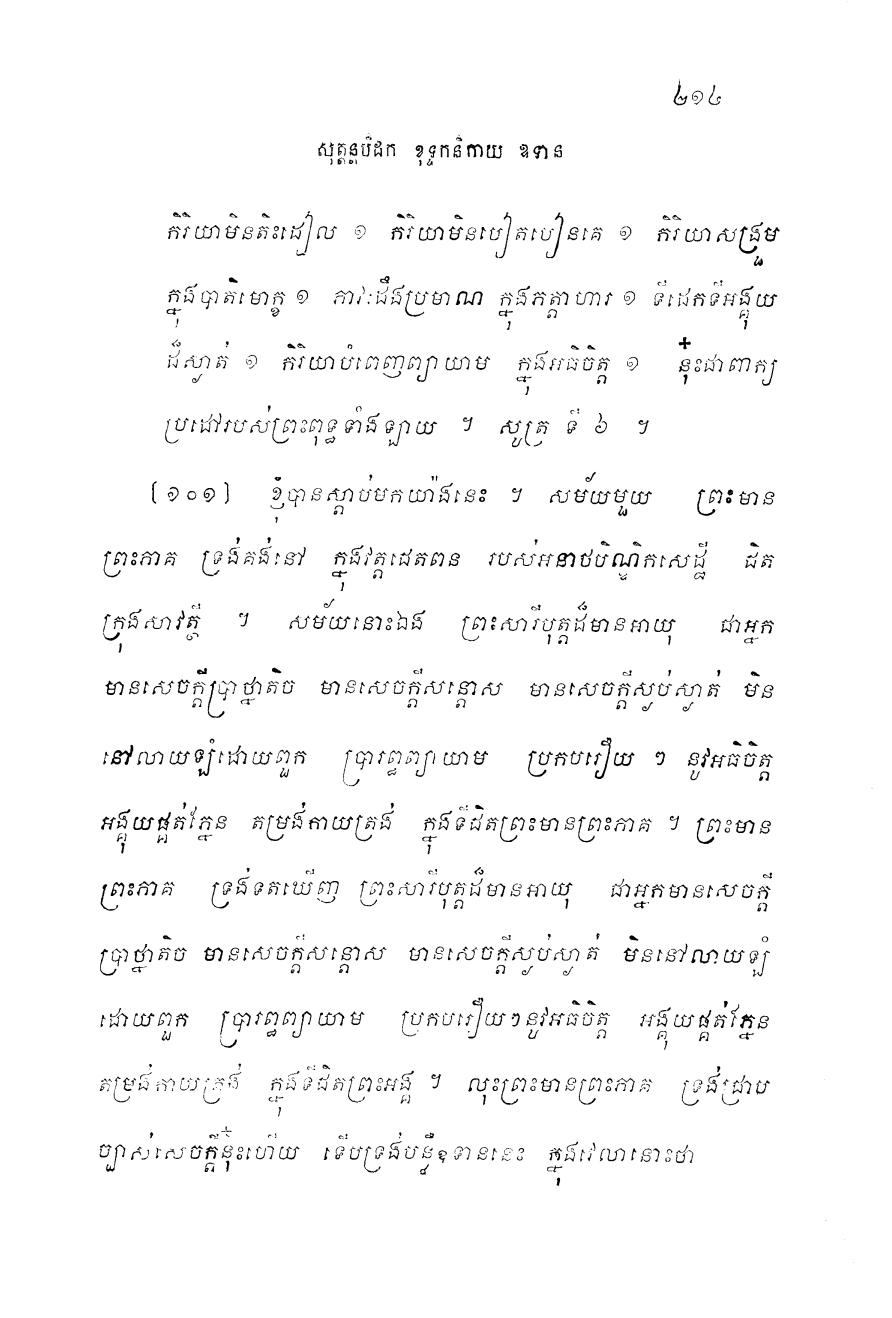 ២១៤
សុត្តន្តបិដក ខុទ្ទកនិកាយ ឧទាន
កិរិយាមិនតិះដៀល ១ កិរិយាមិនបៀតបៀនគេ ១ កិរិយាសង្រួម
ក្នុងបាតិមោក្ខ ១ ភាវៈដឹងប្រមាណ ក្នុងភត្តាហារ ១ ទីដេកទីអង្គុយ
ដ៏ស្ងាត់ ១ កិរិយាបំពេញព្យាយាម ក្នុងអធិចិត្ត ១ នុ៎ះជាពាក្យ
ប្រដៅរបស់ព្រះពុទ្ធទាំងឡាយ ។ សូត្រ ទី ៦ ។
[១០១] ខ្ញុំបានស្តាប់មកយ៉ាងនេះ ។ សម័យមួយ ព្រះមាន
ព្រះភាគ ទ្រង់គង់នៅ ក្នុងវត្តជេតពន របស់អនាថបិណ្ឌិកសេដ្ឋី ជិត
ក្រុងសាវត្ថី ។ សម័យនោះឯង ព្រះសារីបុត្តដ៏មានអាយុ ជាអ្នក
មានសេចក្តីប្រាថ្នាតិច មានសេចក្តីសន្តោស មានសេចក្តីស្ងប់ស្ងាត់ មិន
នៅលាយឡំដោយពួក ប្រារព្ធព្យាយាម ប្រកបរឿយ ៗ នូវអធិចិត្ត
អង្គុយផ្គត់ភ្នែន តម្រង់កាយត្រង់ ក្នុងទីជិតព្រះមានព្រះភាគ ។ ព្រះមាន
ព្រះភាគ ទ្រង់ទតឃើញ ព្រះសារីបុត្តដ៏មានអាយុ ជាអ្នកមានសេចក្តី
ប្រាថ្នាតិច មានសេចក្តីសន្តោស មានសេចក្តីស្ងប់ស្ងាត់ មិននៅលាយឡំ
ដោយពួក ប្រារព្ធព្យាយាម ប្រកបរឿយៗនូវអធិចិត្ត អង្គុយផ្គត់ភ្នែន
តម្រង់កាយត្រង់ ក្នុងទីជិតព្រះអង្គ ។ លុះព្រះមានព្រះភាគ ទ្រង់ជ្រាប
ច្បាស់សេចក្តីនុ៎ះហើយ ទើបទ្រង់បន្លឺឧទាននេះ ក្នុងវេលានោះថា